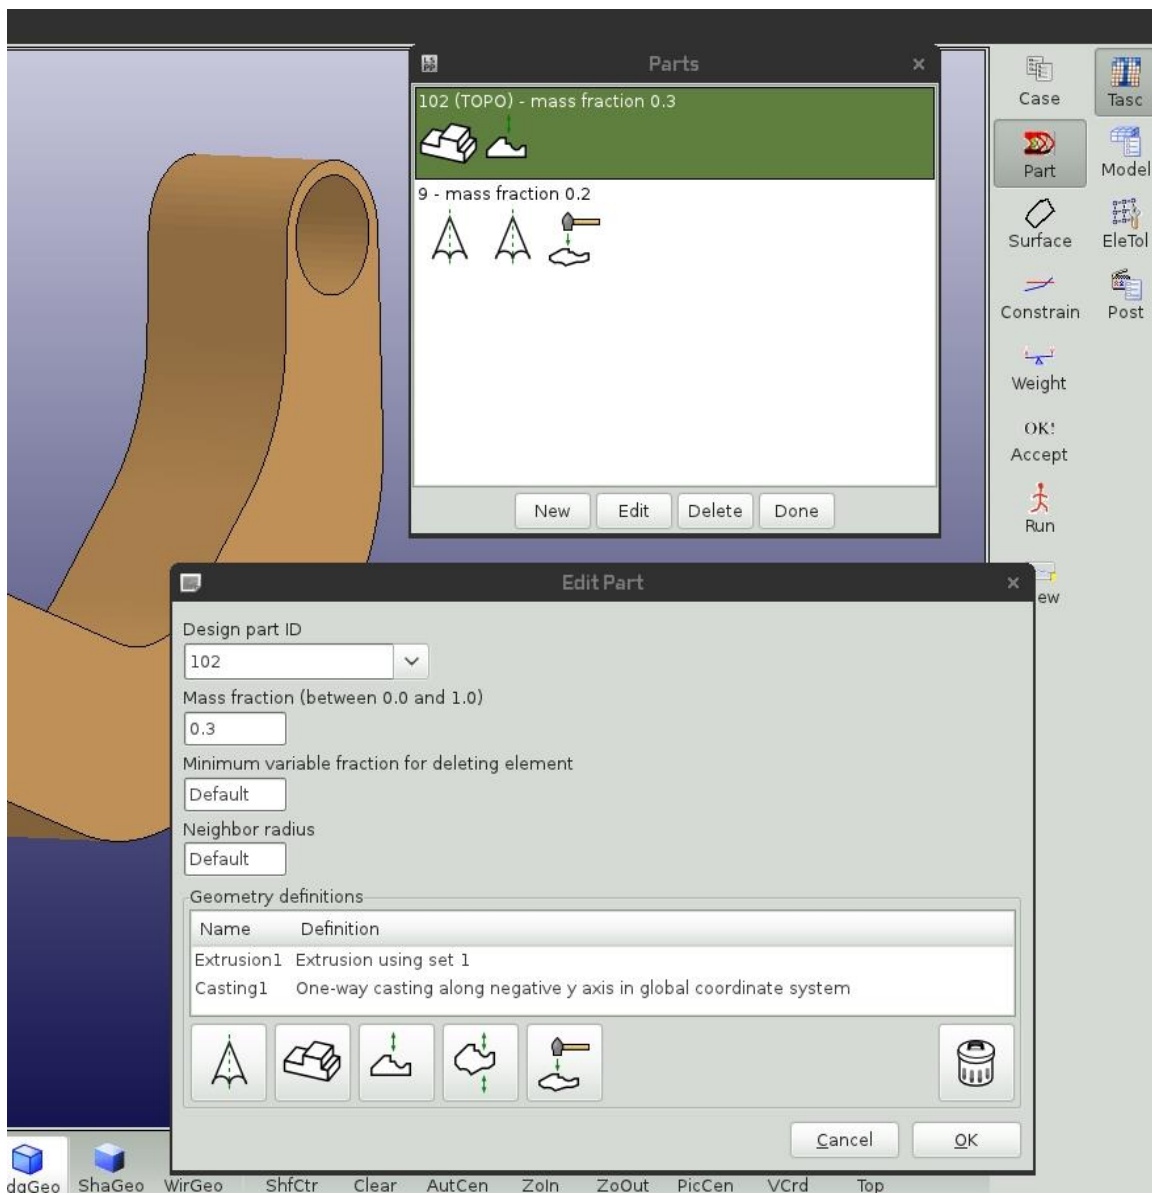 LS
PP
Parts
102 (TOPO) - mass fraction 0.3
9 - mass fraction 0.2
New Edit Delete Done
Case Tasc
Part Model
Surface EleTol
Constrain Post
Weight
OK!
Accept
Run
ew
Edit Part
Design part ID
102
Mass fraction (between 0.0 and 1.0)
0.3
Minimum variable fraction for deleting element
Default
Neighbor radius
Default
Geometry definitions
Name Definition
Extrusion1 Extrusion using set 1
Casting1 One-way casting along negative y axis in global coordinate system
Cancel OK
dgGeo ShaGeo WirGeo ShfCtr Clear AutCen ZoIn ZoOut PicCen VCrd Top